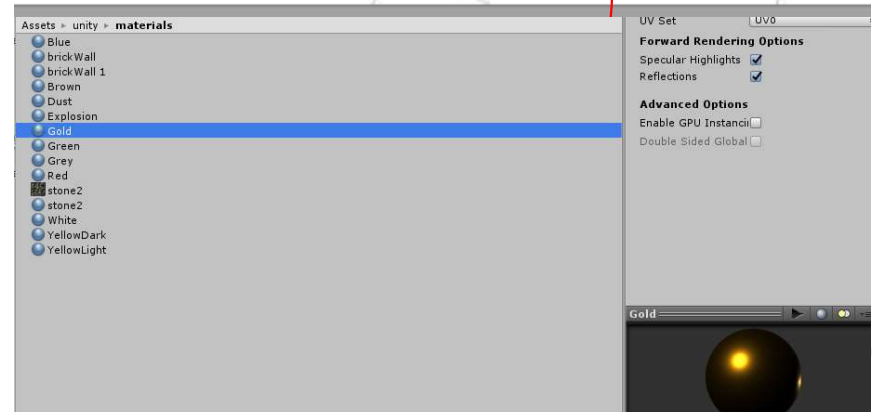 Assets ▸ unity ▸ materials
Blue
brickWall
brickWall 1
Brown
Dust
Explosion
Gold
Green
Grey
Red
stone2
stone2
White
YellowDark
YellowLight
UV Set UV0
Forward Rendering Options
Specular Highlights
Reflections
Advanced Options
Enable GPU Instancin
Double Sided Global
Gold